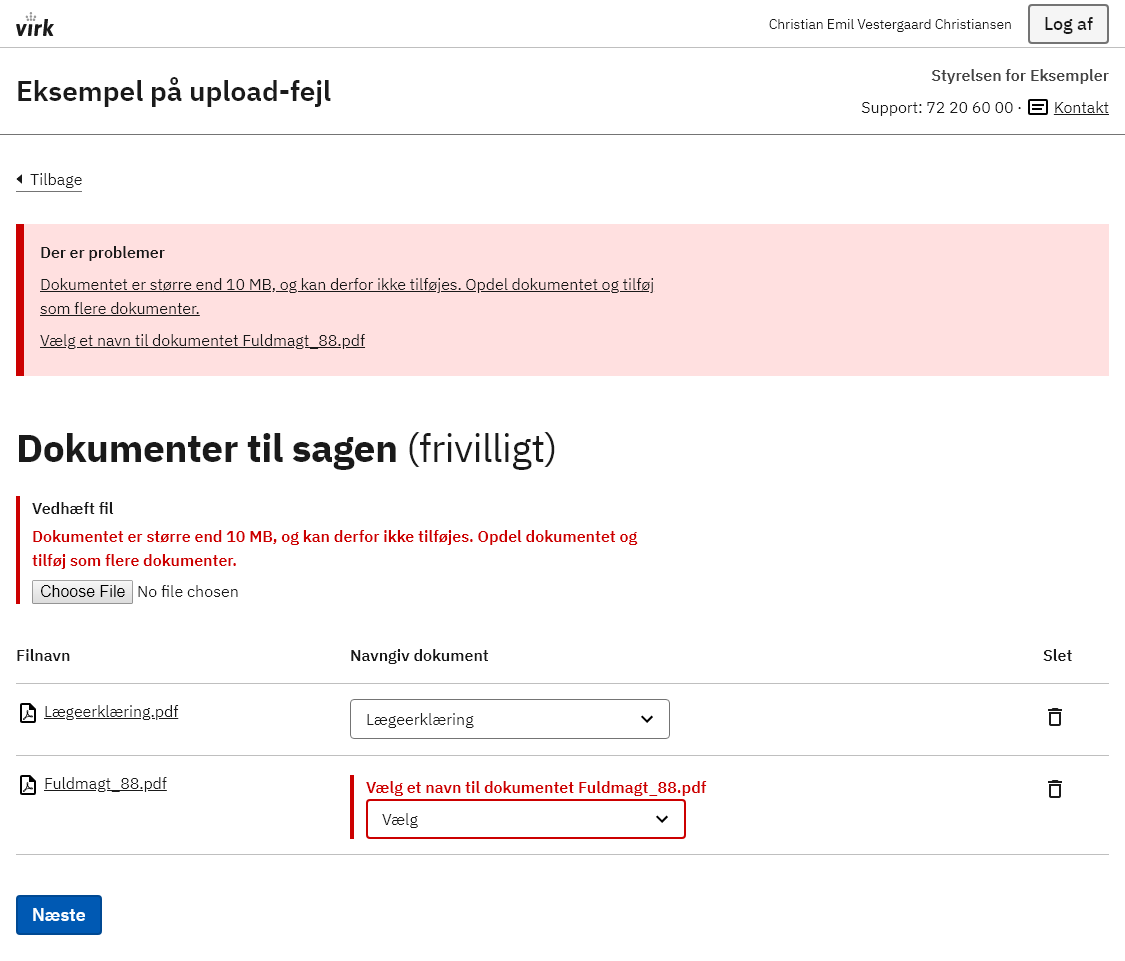 virk
Christian Emil Vestergaard Christiansen
Log af
Eksempel på upload-fejl
Styrelsen for Eksempler
Support: 72 20 60 00 · Kontakt
Tilbage
Der er problemer
Dokumentet er større end 10 MB, og kan derfor ikke tilføjes. Opdel dokumentet og tilføj
som flere dokumenter.
Vælg et navn til dokumentet Fuldmagt_88.pdf
Dokumenter til sagen (frivilligt)
Vedhæft fil
Dokumentet er større end 10 MB, og kan derfor ikke tilføjes. Opdel dokumentet og
tilføj som flere dokumenter.
Choose File No file chosen
Filnavn Navngiv dokument Slet
Lægeerklæring.pdf Lægeerklæring
Fuldmagt_88.pdf Vælg et navn til dokumentet Fuldmagt_88.pdf
Vælg
Næste